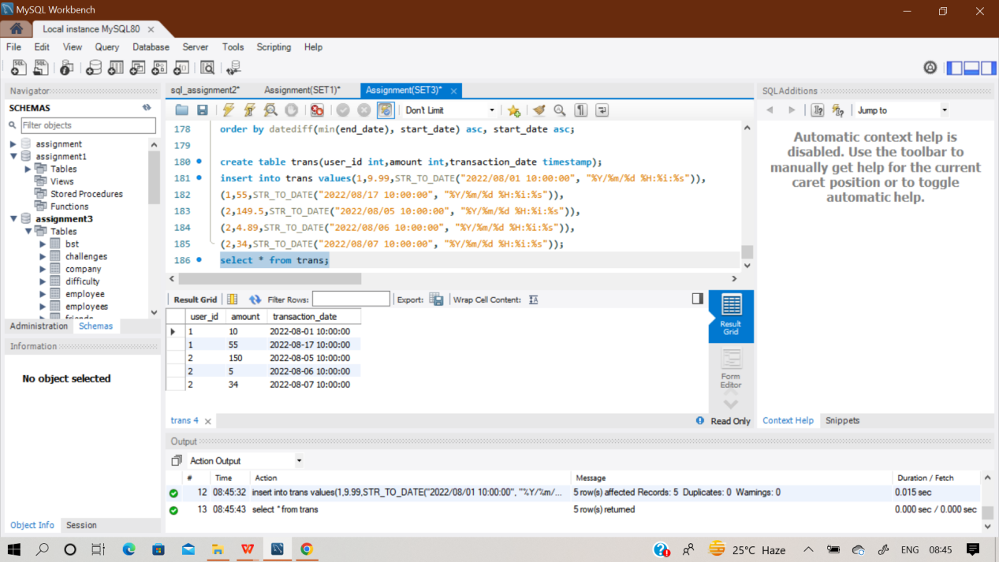 MySQL Workbench
Local instance MySQL80
File Edit View Query Database Server Tools Scripting Help
Navigator
SCHEMAS
Filter objects
assignment
assignment1
Tables
Views
Stored Procedures
Functions
assignment3
Tables
bst
challenges
company
difficulty
employee
employees
Administration Schemas
Information
No object selected
Object Info Session
sql_assignment2* Assignment(SET1)* Assignment(SET3)*
Don't Limit
178 order by datediff(min(end_date), start_date) asc, start_date asc;
179
180 create table trans(user_id int,amount int,transaction_date timestamp);
181 insert into trans values(1,9.99,STR_TO_DATE("2022/08/01 10:00:00", "%Y/%m/%d %H:%i:%s")),
182 (1,55,STR_TO_DATE("2022/08/17 10:00:00", "%Y/%m/%d %H:%i:%s")),
183 (2,149.5,STR_TO_DATE("2022/08/05 10:00:00", "%Y/%m/%d %H:%i:%s")),
184 (2,4.89,STR_TO_DATE("2022/08/06 10:00:00", "%Y/%m/%d %H:%i:%s")),
185 (2,34,STR_TO_DATE("2022/08/07 10:00:00", "%Y/%m/%d %H:%i:%s"));
186 select * from trans;
Result Grid Filter Rows: Export: Wrap Cell Content:
user_id amount transaction_date
1 10 2022-08-01 10:00:00
1 55 2022-08-17 10:00:00
2 150 2022-08-05 10:00:00
2 5 2022-08-06 10:00:00
2 34 2022-08-07 10:00:00
Result
Grid
Form
Editor
trans 4
Read Only
SQLAdditions
Jump to
Automatic context help is
disabled. Use the toolbar to
manually get help for the current
caret position or to toggle
automatic help.
Context Help Snippets
Output
Action Output
# Time Action Message Duration / Fetch
12 08:45:32 insert into trans values(1,9.99,STR_TO_DATE("2022/08/01 10:00:00", "%Y/%m/... 5 row(s) affected Records: 5 Duplicates: 0 Warnings: 0 0.015 sec
13 08:45:43 select * from trans 5 row(s) returned 0.000 sec / 0.000 sec
25°C Haze ENG 08:45